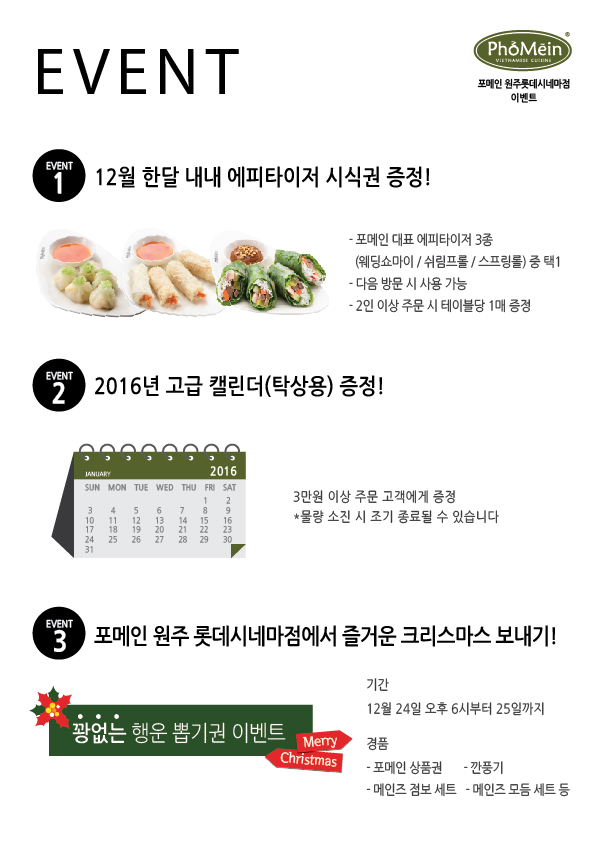 EVENT
PhởMein®
VIETNAMESE CUISINE
포메인 원주롯데시네마점
이벤트
EVENT
1
12월 한달 내내 에피타이저 시식권 증정!
- 포메인 대표 에피타이저 3종
(웨딩쇼마이 / 쉬림프롤 / 스프링롤) 중 택1
- 다음 방문 시 사용 가능
- 2인 이상 주문 시 테이블당 1매 증정
EVENT
2
2016년 고급 캘린더(탁상용) 증정!
JANUARY 2016
SUN MON TUE WED THU FRI SAT
1 2
3 4 5 6 7 8 9
10 11 12 13 14 15 16
17 18 19 20 21 22 23
24 25 26 27 28 29 30
31
3만원 이상 주문 고객에게 증정
*물량 소진 시 조기 종료될 수 있습니다
EVENT
3
포메인 원주 롯데시네마점에서 즐거운 크리스마스 보내기!
꽝없는 행운 뽑기권 이벤트
Merry
Christmas
기간
12월 24일 오후 6시부터 25일까지
경품
- 포메인 상품권 - 깐풍기
- 메인즈 점보 세트 - 메인즈 모듬 세트 등